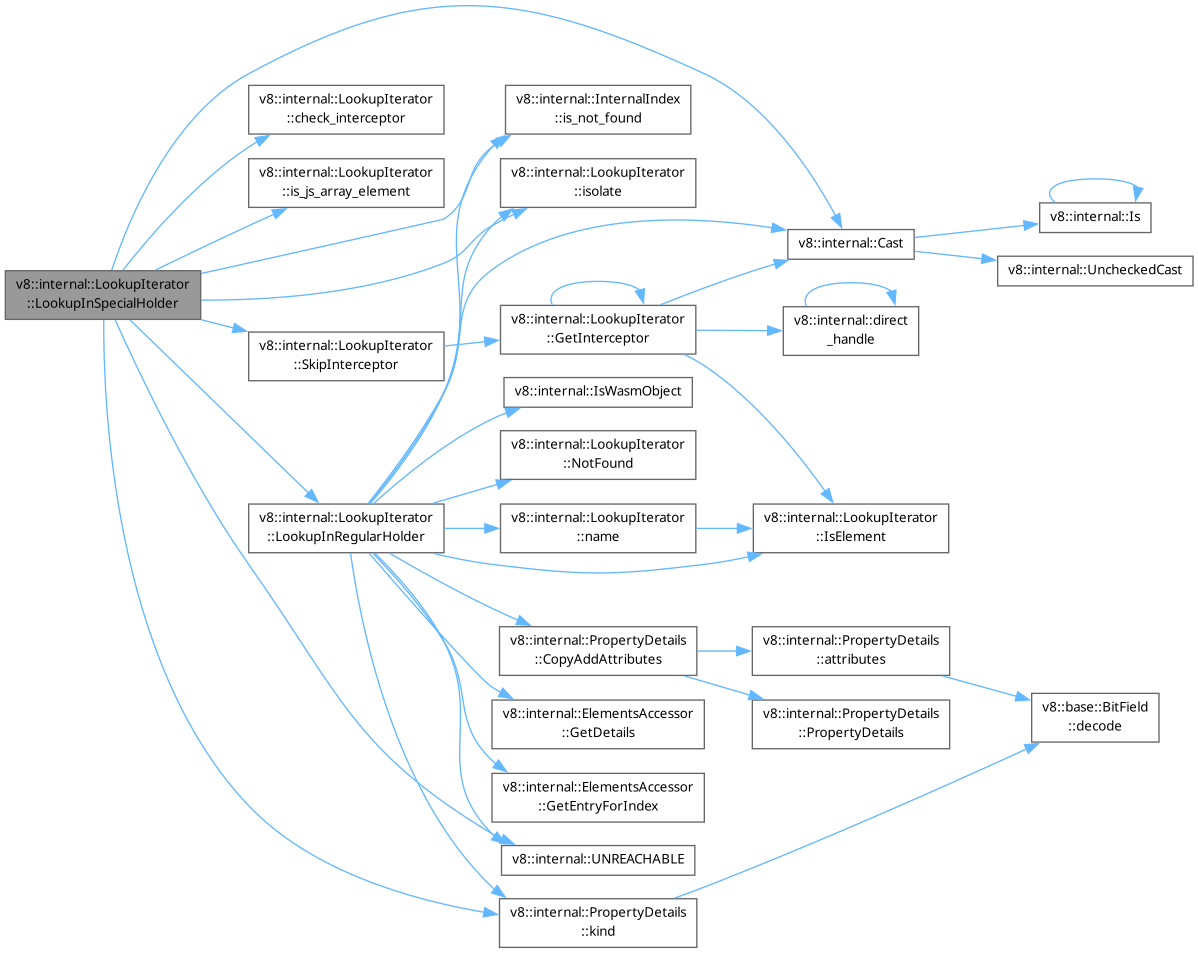 v8::internal::LookupIterator
::LookupInSpecialHolder
v8::internal::LookupIterator
::check_interceptor
v8::internal::LookupIterator
::is_js_array_element
v8::internal::LookupIterator
::SkipInterceptor
v8::internal::LookupIterator
::LookupInRegularHolder
v8::internal::InternalIndex
::is_not_found
v8::internal::LookupIterator
::isolate
v8::internal::LookupIterator
::GetInterceptor
v8::internal::IsWasmObject
v8::internal::LookupIterator
::NotFound
v8::internal::LookupIterator
::name
v8::internal::PropertyDetails
::CopyAddAttributes
v8::internal::ElementsAccessor
::GetDetails
v8::internal::ElementsAccessor
::GetEntryForIndex
v8::internal::UNREACHABLE
v8::internal::PropertyDetails
::kind
v8::internal::Cast
v8::internal::direct
_handle
v8::internal::LookupIterator
::IsElement
v8::internal::PropertyDetails
::attributes
v8::internal::PropertyDetails
::PropertyDetails
v8::internal::Is
v8::internal::UncheckedCast
v8::base::BitField
::decode